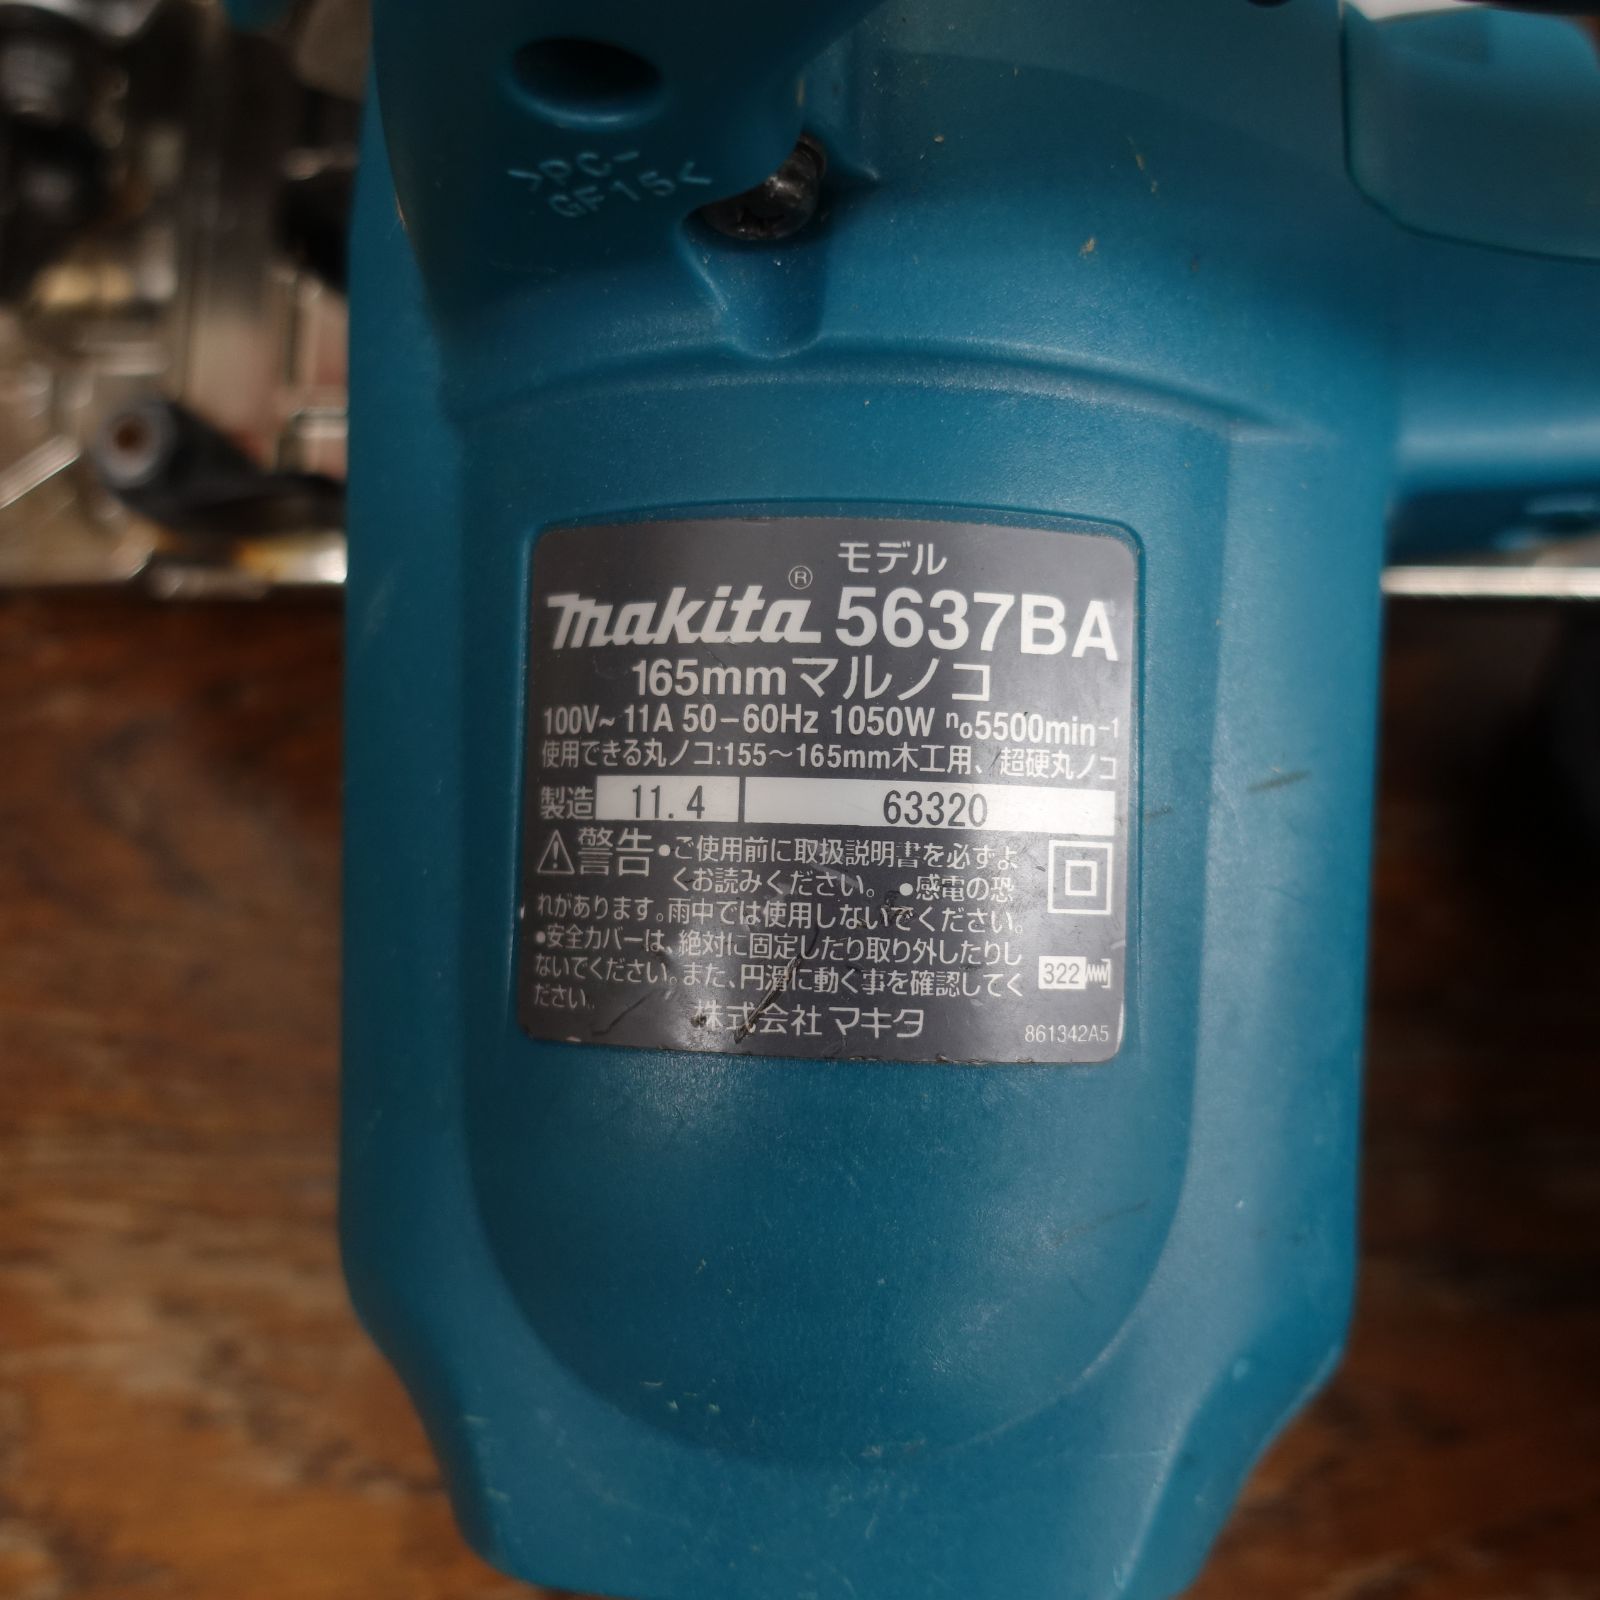 >PC-
GF15<
モデル
makita® 5637BA
165mmマルノコ
100V~ 11A 50-60Hz 1050W n₀5500min⁻¹
使用できる丸ノコ:155〜165mm木工用、超硬丸ノコ
製造 11.4 63320
⚠警告 ●ご使用前に取扱説明書を必ずよ
くお読みください。 ●感電の恐
れがあります。雨中では使用しないでください。
●安全カバーは、絶対に固定したり取り外したりし
ないでください。また、円滑に動く事を確認してく
ださい。
322
株式会社 マキタ
861342A5